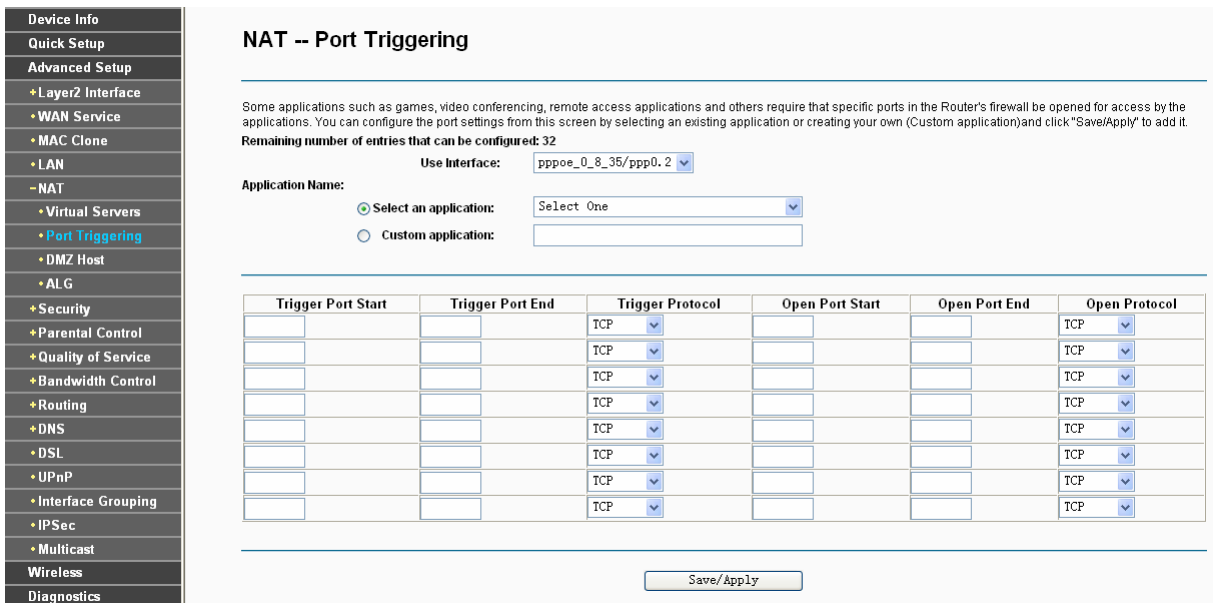 Device Info
Quick Setup
Advanced Setup
+Layer2 Interface
•WAN Service
•MAC Clone
•LAN
-NAT
•Virtual Servers
•Port Triggering
•DMZ Host
•ALG
+Security
+Parental Control
+Quality of Service
+Bandwidth Control
+Routing
+DNS
•DSL
•UPnP
•Interface Grouping
•IPSec
•Multicast
Wireless
Diagnostics
NAT -- Port Triggering
Some applications such as games, video conferencing, remote access applications and others require that specific ports in the Router's firewall be opened for access by the
applications. You can configure the port settings from this screen by selecting an existing application or creating your own (Custom application)and click "Save/Apply" to add it.
Remaining number of entries that can be configured: 32
Use Interface: pppoe_0_8_35/ppp0.2
Application Name:
Select an application: Select One
Custom application:
Trigger Port Start Trigger Port End Trigger Protocol Open Port Start Open Port End Open Protocol
TCP TCP
TCP TCP
TCP TCP
TCP TCP
TCP TCP
TCP TCP
TCP TCP
TCP TCP
Save/Apply